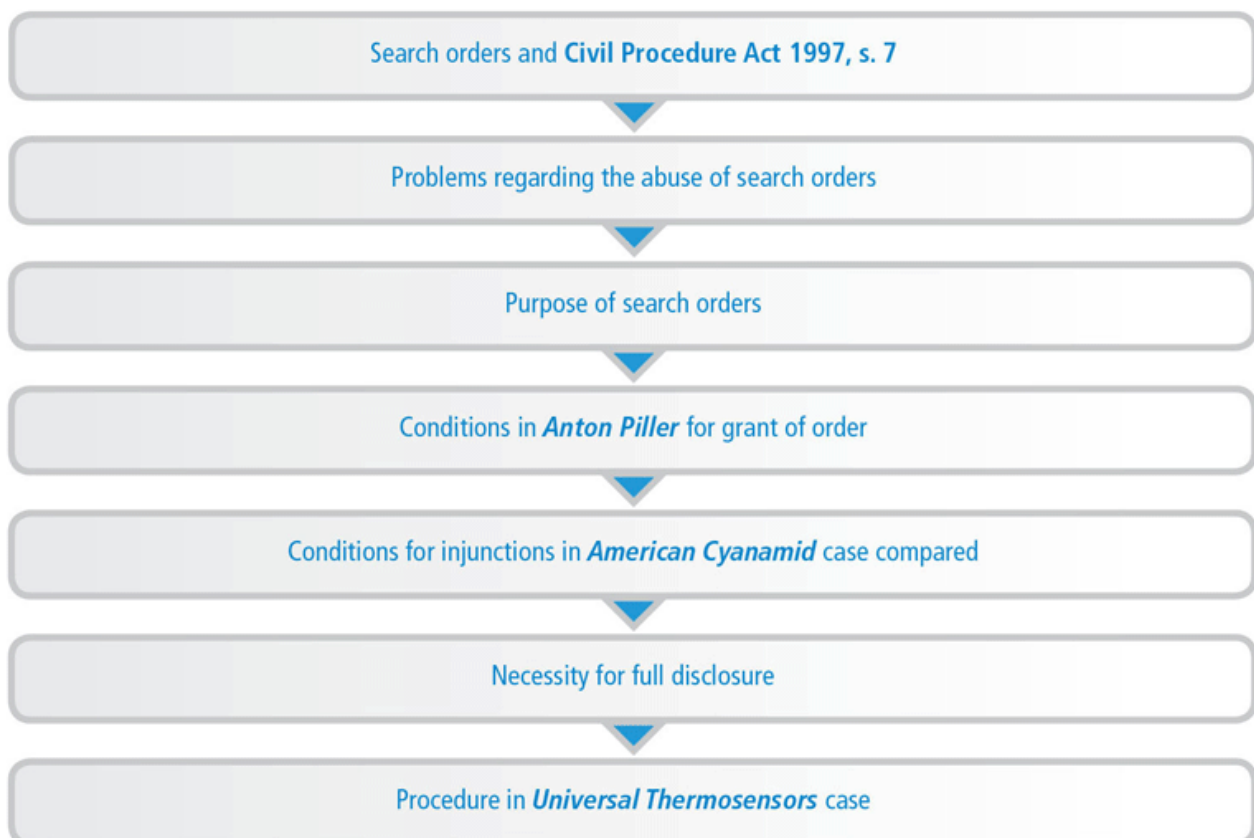 Search orders and Civil Procedure Act 1997, s. 7
Problems regarding the abuse of search orders
Purpose of search orders
Conditions in Anton Piller for grant of order
Conditions for injunctions in American Cyanamid case compared
Necessity for full disclosure
Procedure in Universal Thermosensors case